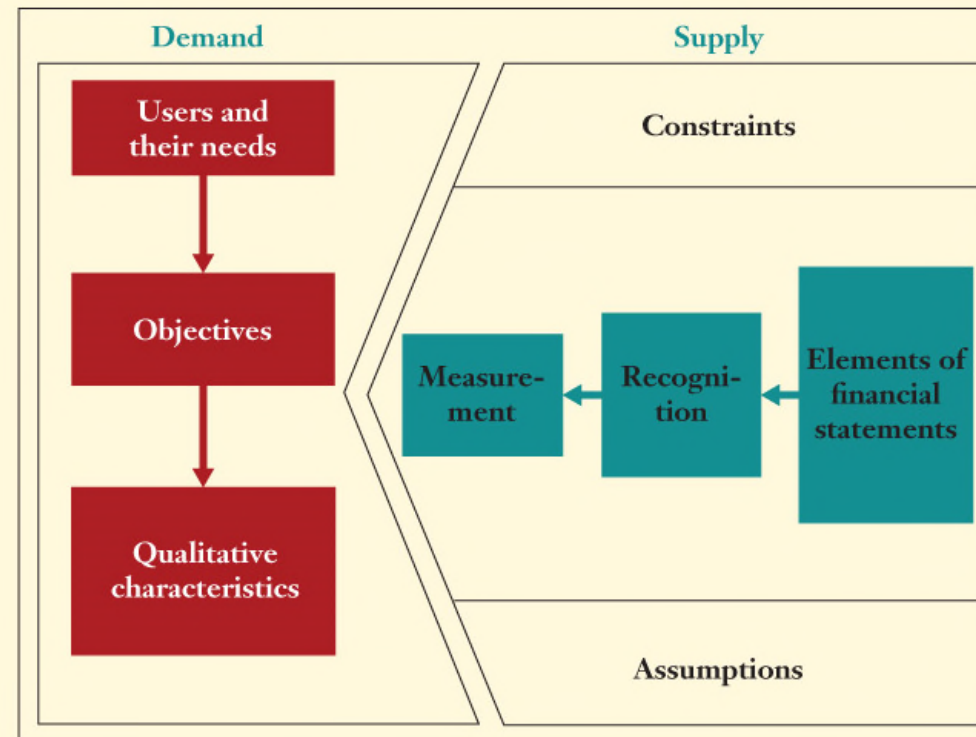 Demand
Users and
their needs
Objectives
Qualitative
characteristics
Supply
Constraints
Measure-
ment
Recogni-
tion
Elements of
financial
statements
Assumptions